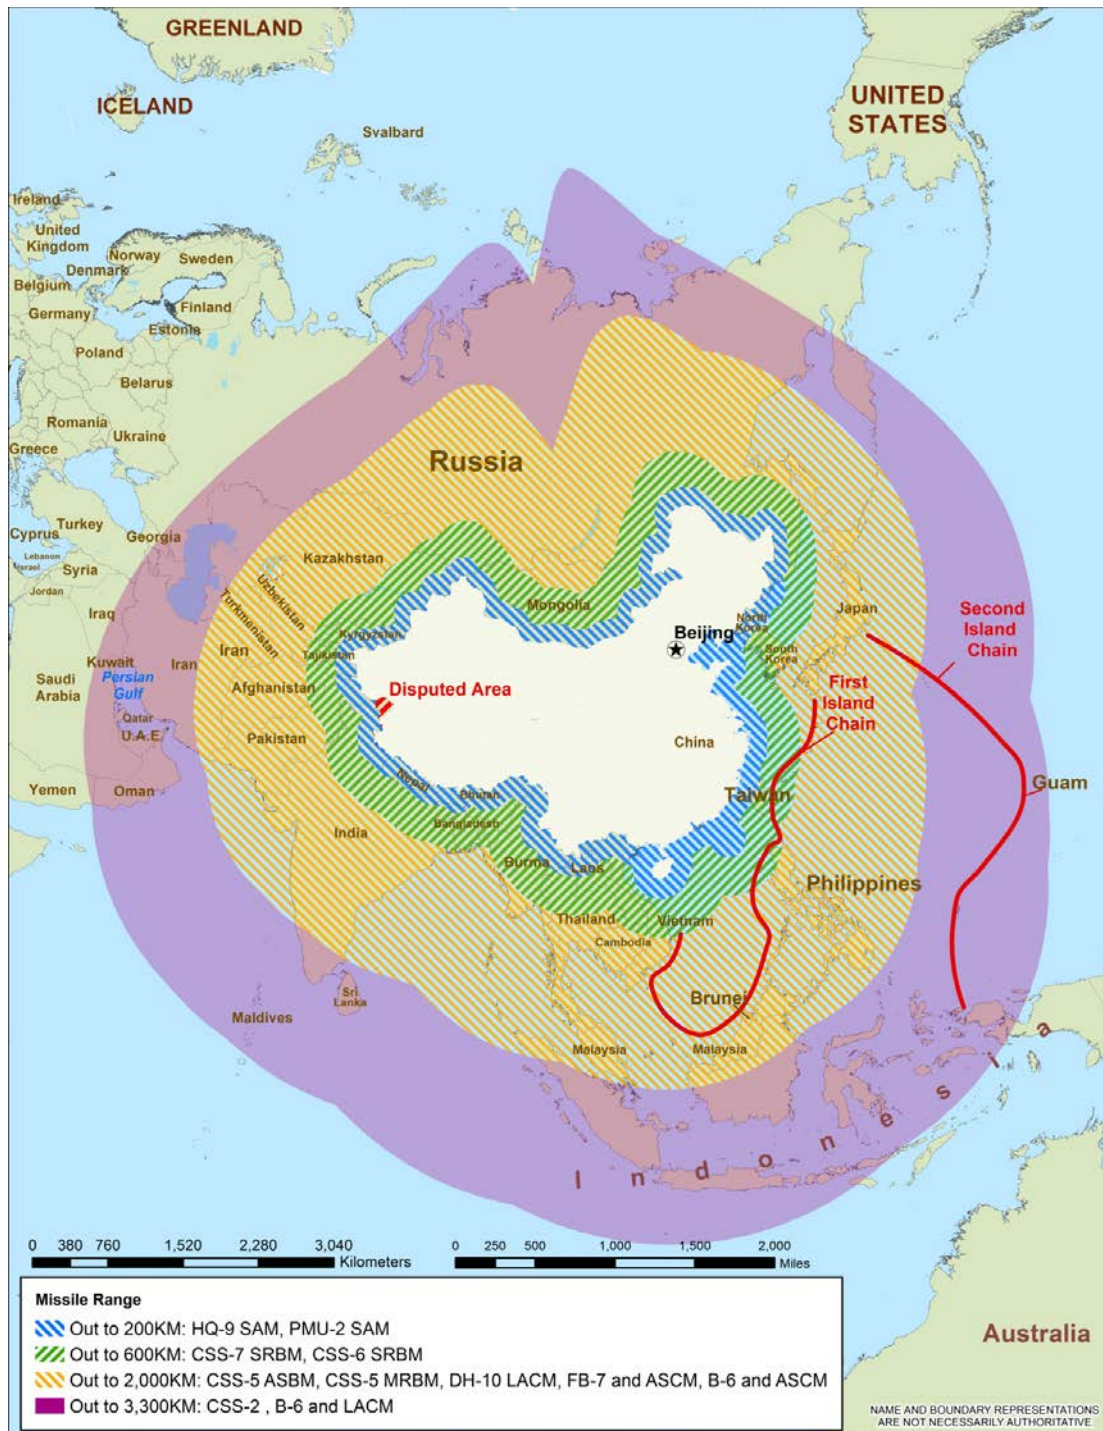 GREENLAND
ICELAND
UNITED
STATES
Svalbard
Ireland
United
Kingdom
Norway
Sweden
Denmark
Belgium
Finland
Germany
Estonia
Poland
Belarus
Romania
Ukraine
Greece
Russia
Turkey
Georgia
Cyprus
Lebanon
Israel
Syria
Jordan
Iraq
Kazakhstan
Uzbekistan
Turkmenistan
Mongolia
Kyrgyzstan
Tajikistan
Beijing
North
Korea
South
Korea
Japan
Second
Island
Chain
First
Island
Chain
Kuwait
Persian
Gulf
Iran
Iran
Saudi
Arabia
Afghanistan
Disputed Area
Qatar
U.A.E.
Pakistan
China
Yemen
Oman
Nepal
Bhutan
Taiwan
Guam
India
Bangladesh
Burma
Laos
Philippines
Thailand
Vietnam
Cambodia
Sri
Lanka
Brunei
Maldives
Malaysia
Malaysia
Indonesia
Australia
0 380 760 1,520 2,280 3,040
Kilometers
0 250 500 1,000 1,500 2,000
Miles
Missile Range
Out to 200KM: HQ-9 SAM, PMU-2 SAM
Out to 600KM: CSS-7 SRBM, CSS-6 SRBM
Out to 2,000KM: CSS-5 ASBM, CSS-5 MRBM, DH-10 LACM, FB-7 and ASCM, B-6 and ASCM
Out to 3,300KM: CSS-2 , B-6 and LACM
NAME AND BOUNDARY REPRESENTATIONS
ARE NOT NECESSARILY AUTHORITATIVE